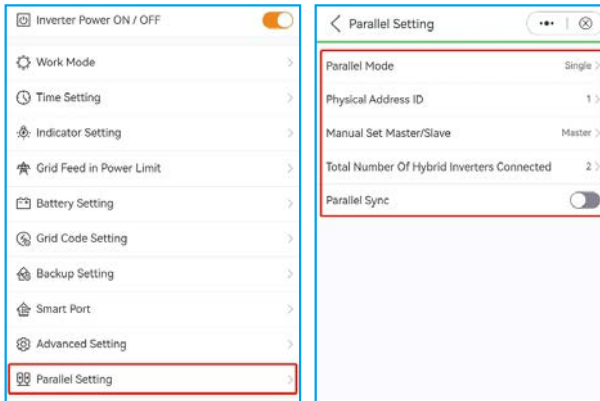 Inverter Power ON / OFF
Work Mode
Time Setting
Indicator Setting
Grid Feed in Power Limit
Battery Setting
Grid Code Setting
Backup Setting
Smart Port
Advanced Setting
Parallel Setting
Parallel Setting
Parallel Mode Single
Physical Address ID 1
Manual Set Master/Slave Master
Total Number Of Hybrid Inverters Connected 2
Parallel Sync